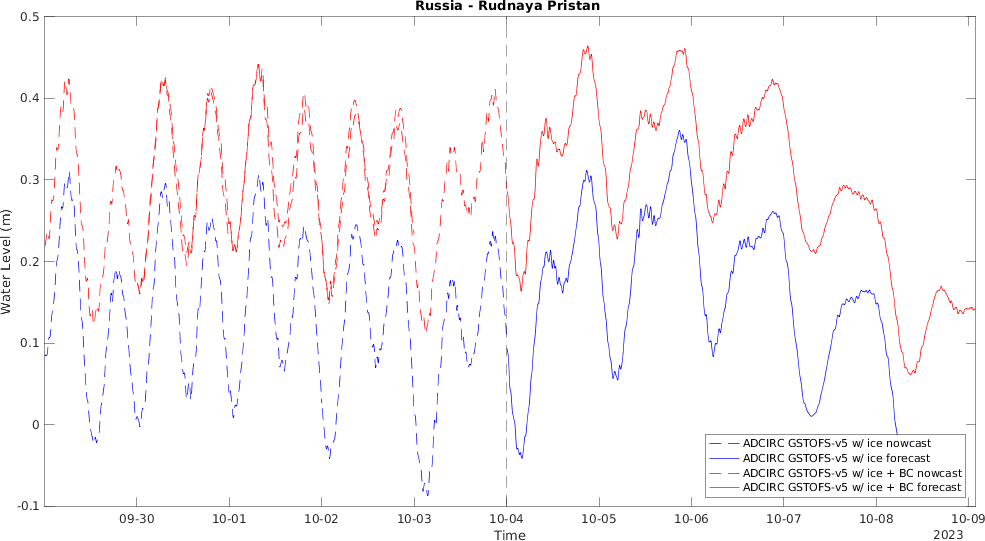 Russia - Rudnaya Pristan
Water Level (m)
0.5
0.4
0.3
0.2
0.1
0
-0.1
ADCIRC GSTOFS-v5 w/ ice nowcast
ADCIRC GSTOFS-v5 w/ ice forecast
ADCIRC GSTOFS-v5 w/ ice + BC nowcast
ADCIRC GSTOFS-v5 w/ ice + BC forecast
09-30 10-01 10-02 10-03 10-04 10-05 10-06 10-07 10-08 10-09
Time
2023